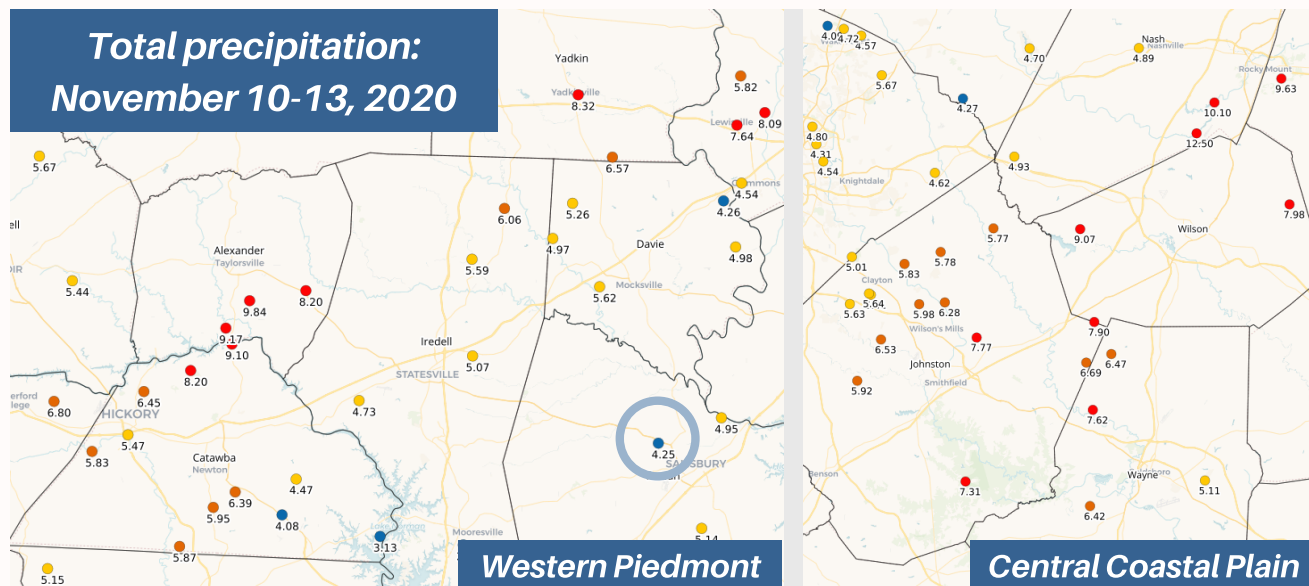 Total precipitation:
November 10-13, 2020
Yadkin
8.32
5.82
8.09
7.64
6.57
5.67
4.54
4.26
6.06
5.26
4.97
Davie
4.98
ell
Alexander
Taylorsville
5.59
5.44
8.20
9.84
5.62
Mocksville
9.17
9.10
Iredell
8.20
5.07
STATESVILLE
6.80
6.45
HICKORY
4.73
5.47
5.83
4.95
4.25
SALISBURY
Catawba
Newton
4.47
6.39
5.95
4.08
3.13
Mooresville
5.14
5.87
5.15
Western Piedmont
4.09
4.72
4.57
4.70
Nash
Nashville
4.89
Rocky Mount
9.63
5.67
4.27
10.10
12.50
4.80
4.31
4.54
4.93
Knightdale
4.62
7.98
5.77
9.07
Wilson
5.01
5.78
5.83
Clayton
5.64
5.63
5.98
6.28
Wilson's Mills
7.90
6.53
7.77
6.47
6.69
Johnston
Smithfield
5.92
7.62
Benson
7.31
Wayne
5.11
6.42
Central Coastal Plain